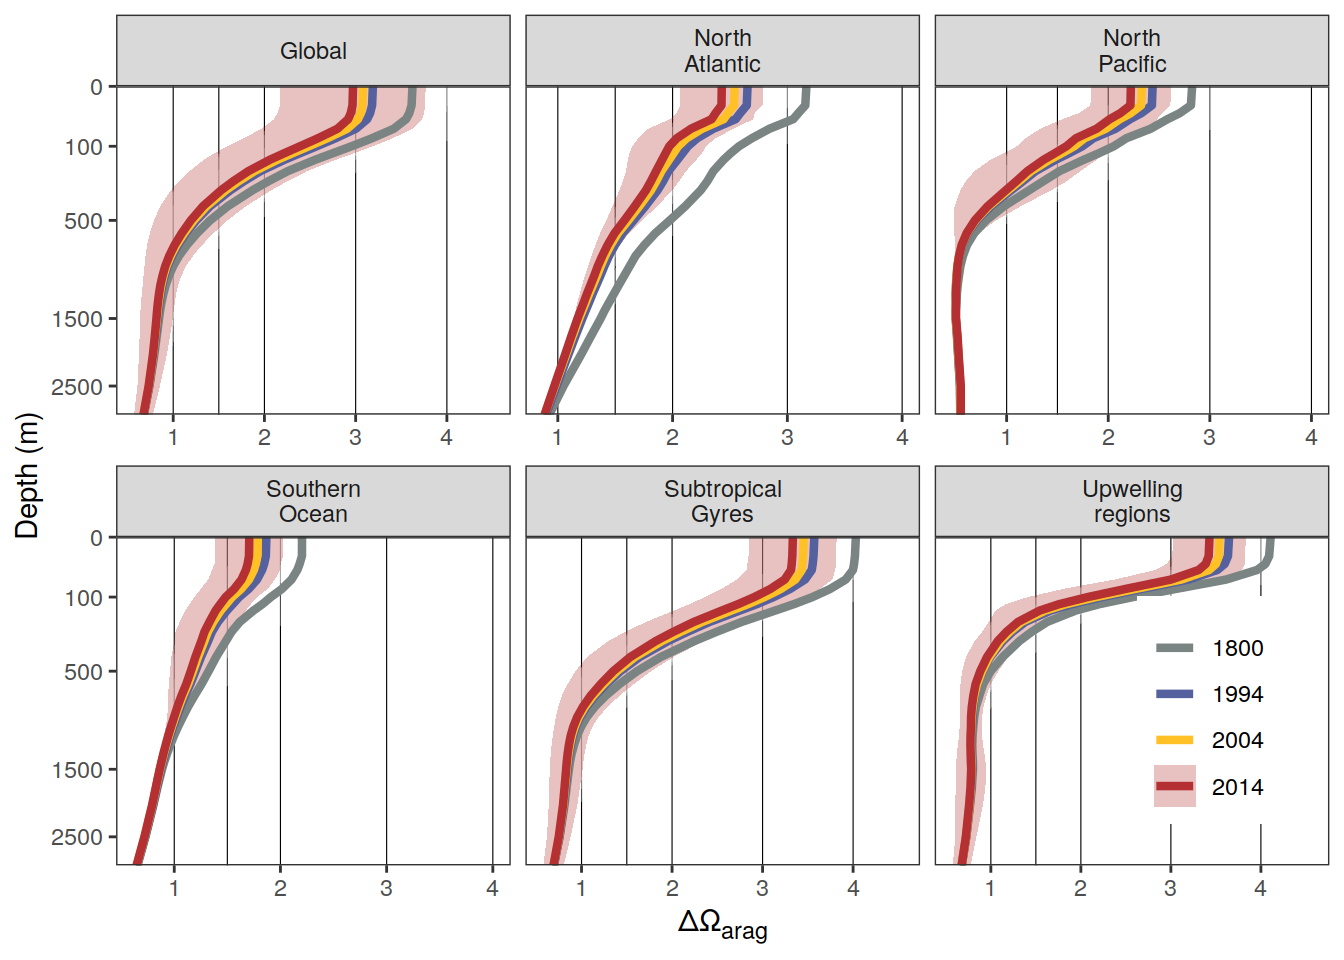 Global
North
Atlantic
North
Pacific
0
100
500
1500
2500
1 2 3 4
1 2 3 4
1 2 3 4
Depth (m)
Southern
Ocean
Subtropical
Gyres
Upwelling
regions
0
100
500
1500
2500
1800
1994
2004
2014
1 2 3 4
1 2 3 4
1 2 3 4
ΔΩarag